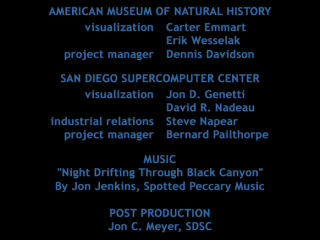 AMERICAN MUSEUM OF NATURAL HISTORY
visualization Carter Emmart
Erik Wesselak
project manager Dennis Davidson
SAN DIEGO SUPERCOMPUTER CENTER
visualization Jon D. Genetti
David R. Nadeau
industrial relations Steve Napear
project manager Bernard Pailthorpe
MUSIC
"Night Drifting Through Black Canyon"
By Jon Jenkins, Spotted Peccary Music
POST PRODUCTION
Jon C. Meyer, SDSC